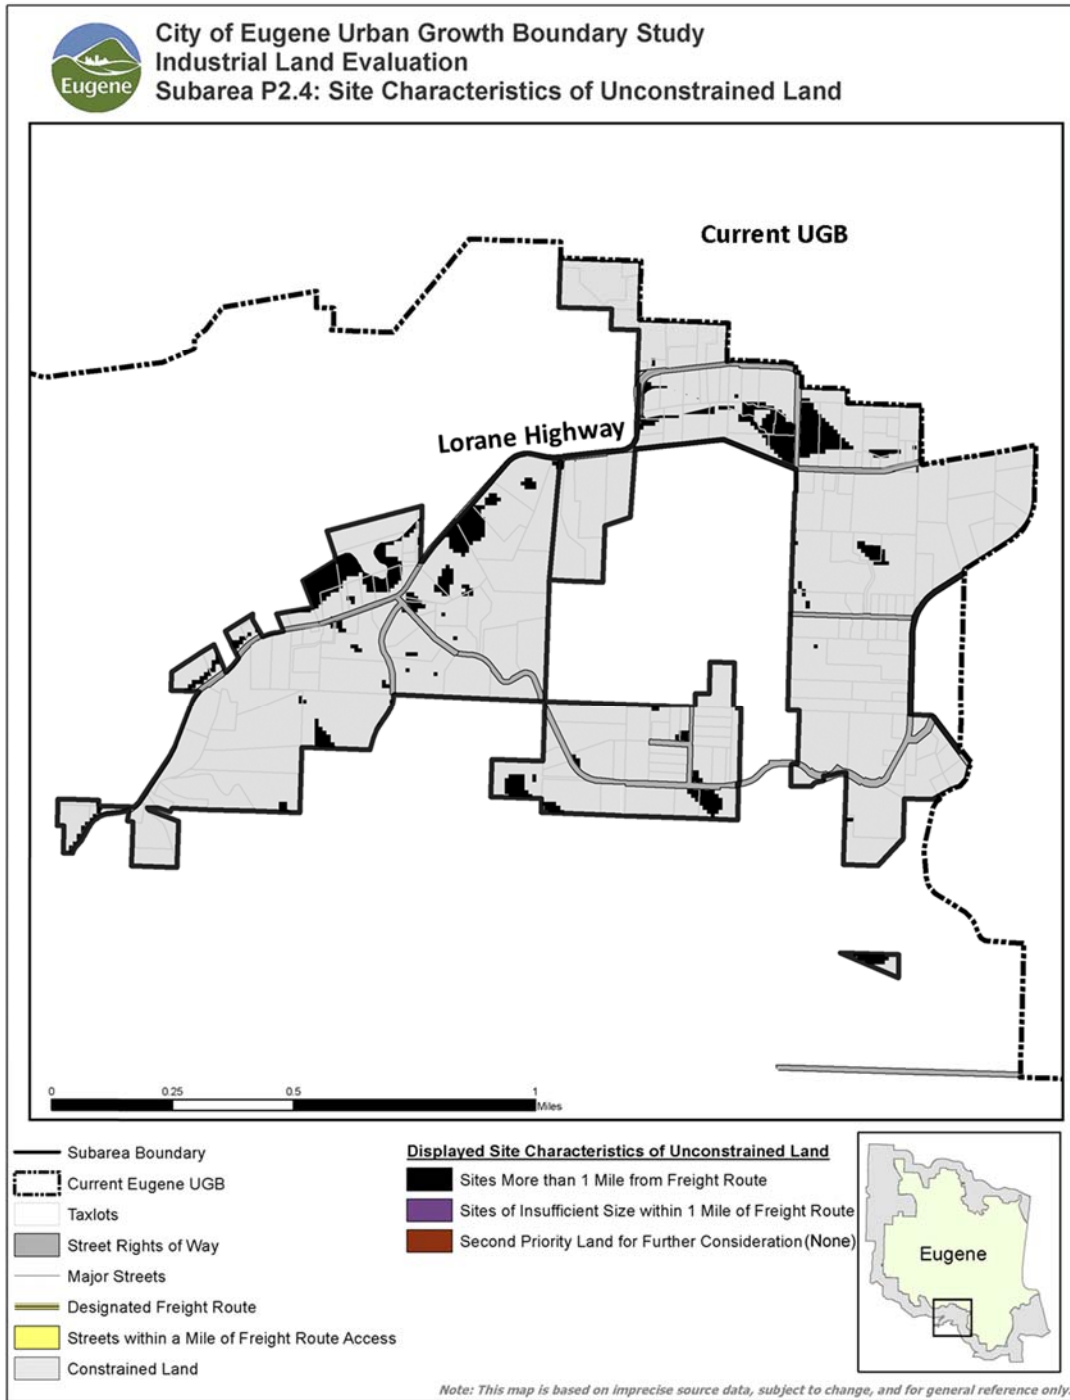 City of Eugene Urban Growth Boundary Study
Industrial Land Evaluation
Subarea P2.4: Site Characteristics of Unconstrained Land
Eugene
Current UGB
Lorane Highway
0 0.25 0.5 1
Miles
Subarea Boundary
Current Eugene UGB
Taxlots
Street Rights of Way
Major Streets
Designated Freight Route
Streets within a Mile of Freight Route Access
Constrained Land
Displayed Site Characteristics of Unconstrained Land
Sites More than 1 Mile from Freight Route
Sites of Insufficient Size within 1 Mile of Freight Route
Second Priority Land for Further Consideration (None)
Eugene
Note: This map is based on imprecise source data, subject to change, and for general reference only.